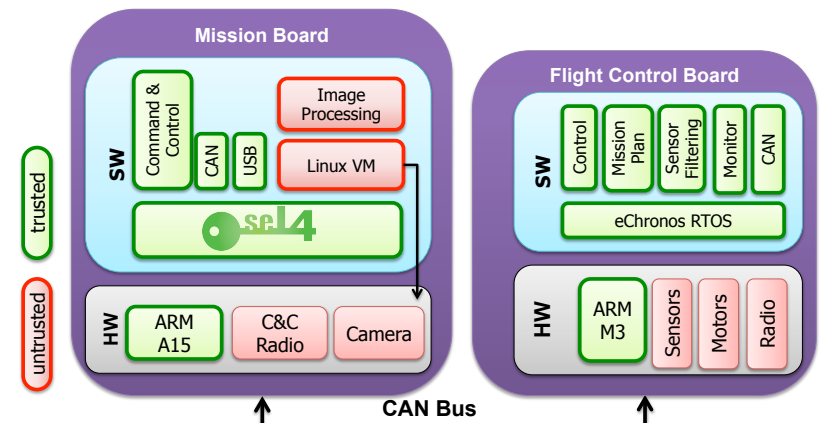 Mission Board
SW
Command &
Control
CAN
USB
Image
Processing
Linux VM
seL4
HW
ARM
A15
C&C
Radio
Camera
Flight Control Board
SW
Control
Mission
Plan
Sensor
Filtering
Monitor
CAN
eChronos RTOS
HW
ARM
M3
Sensors
Motors
Radio
trusted
untrusted
CAN Bus